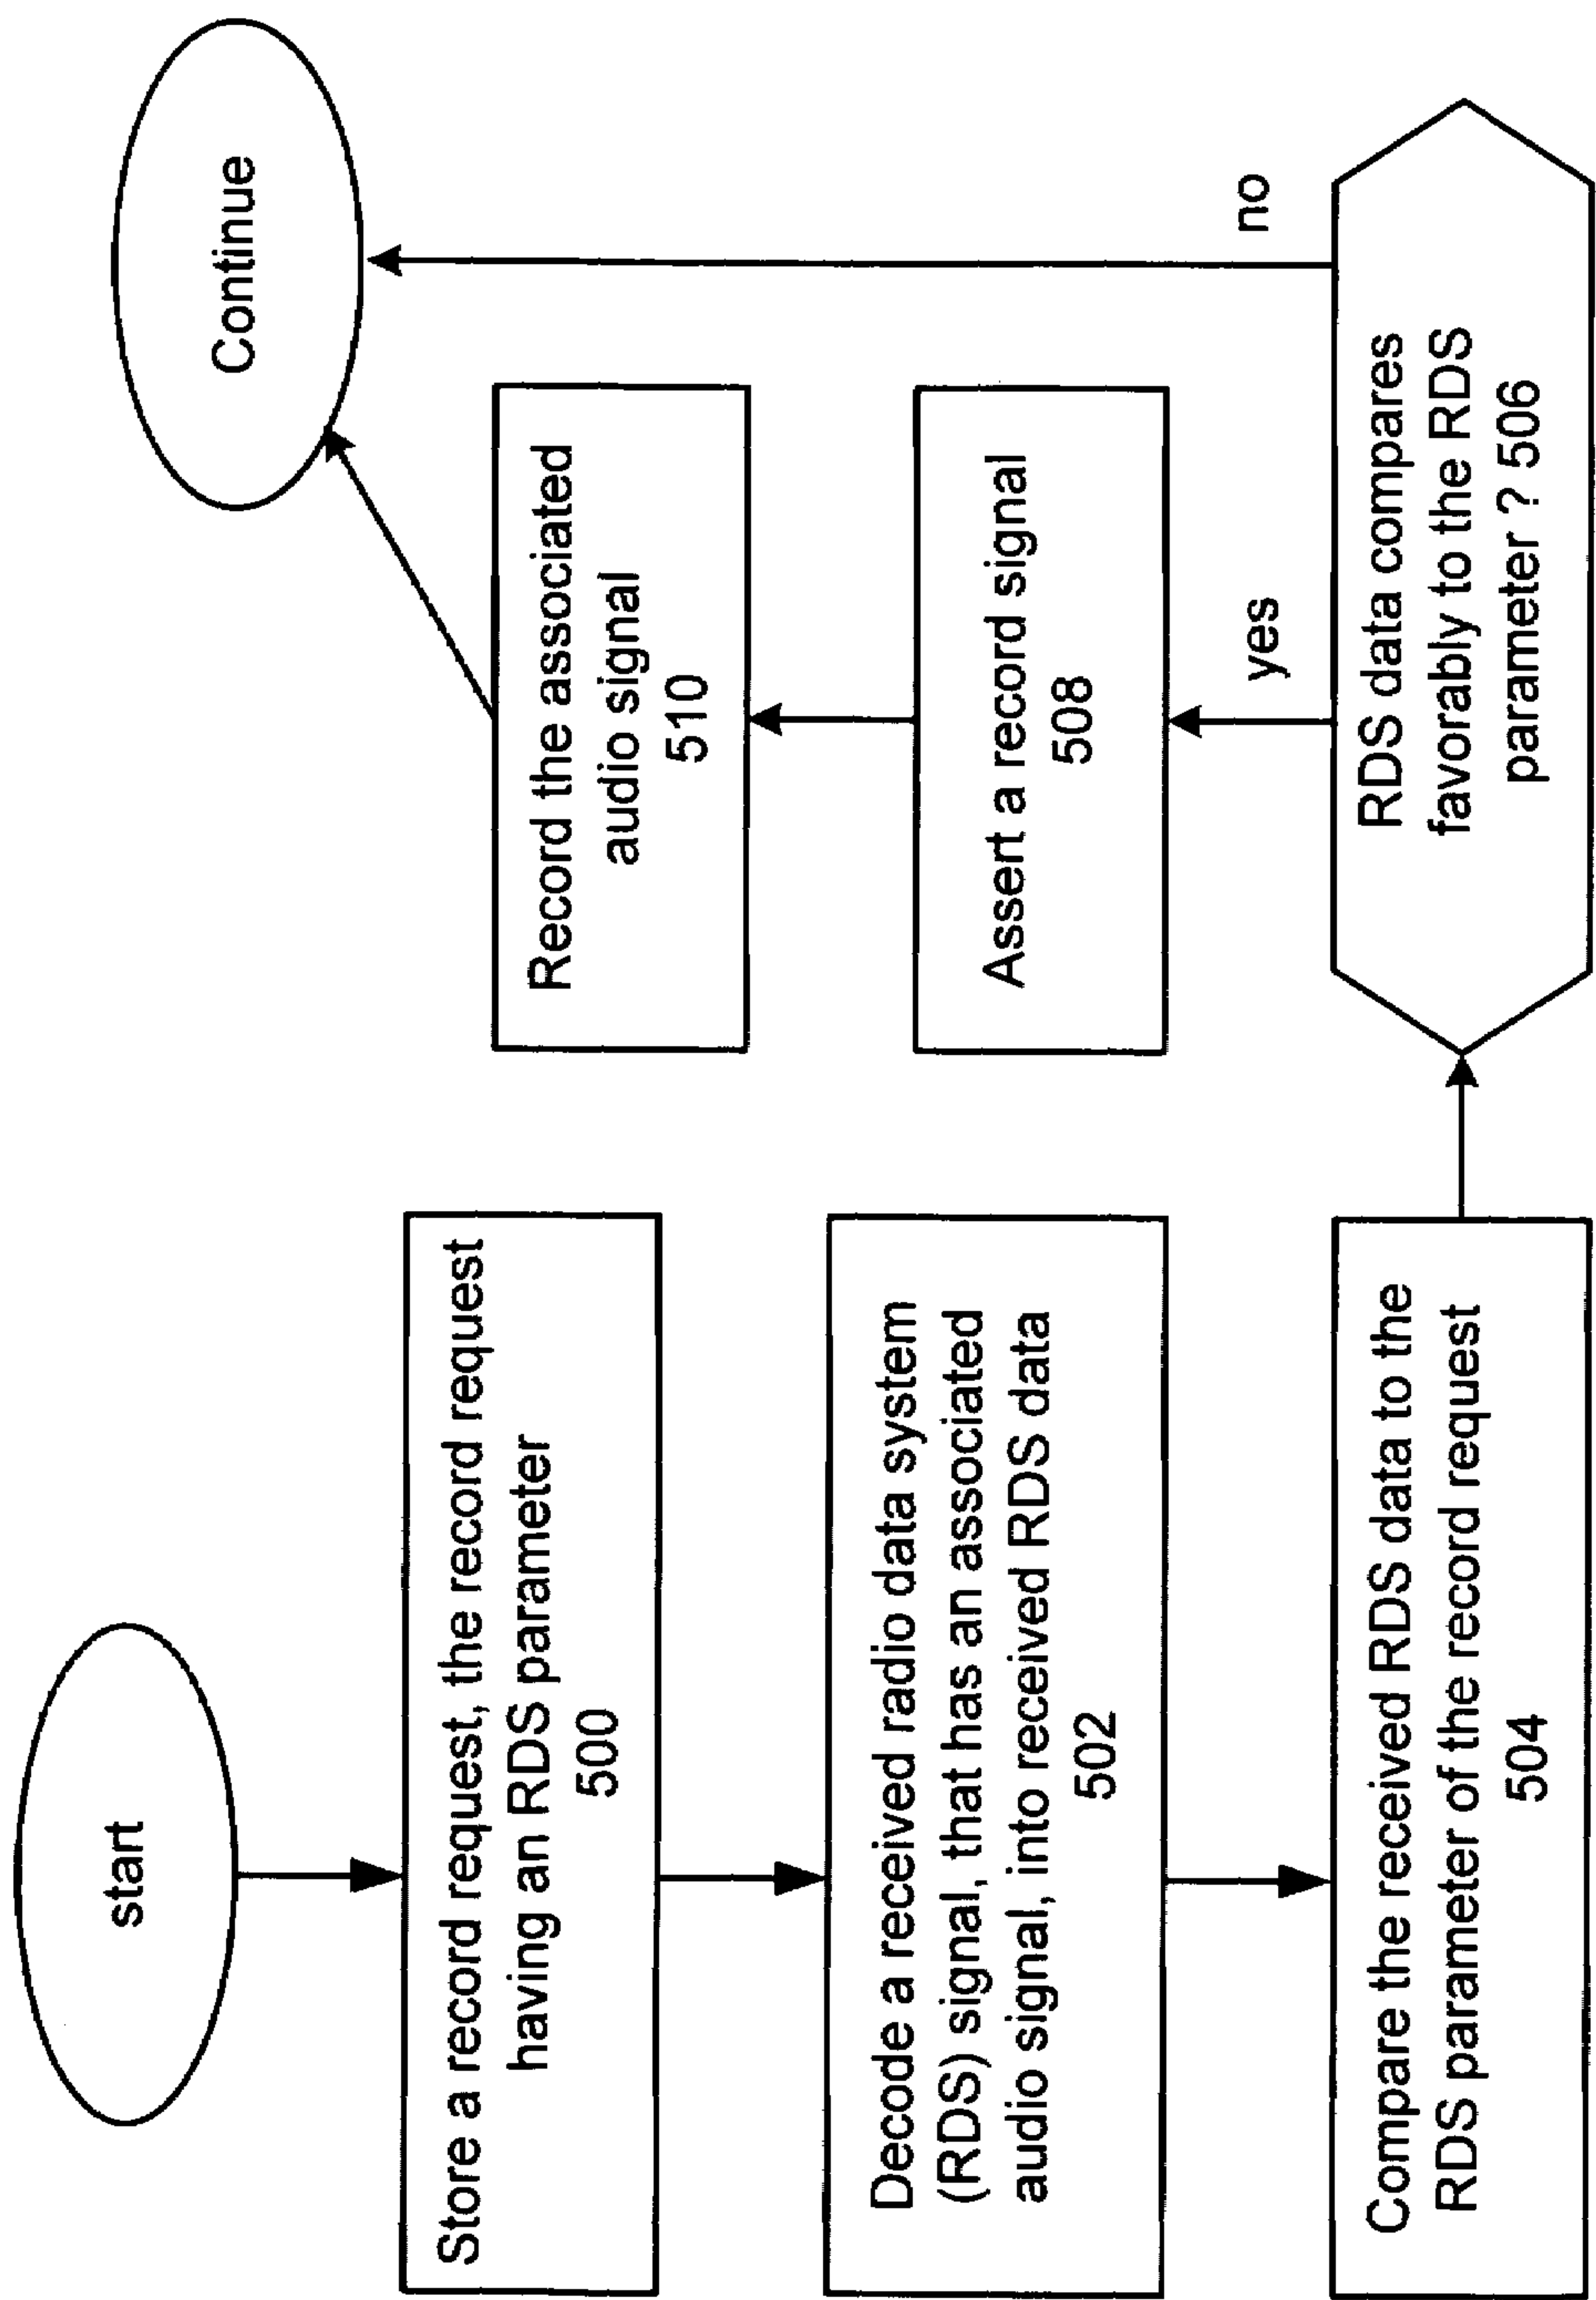 start
Store a record request, the record request
having an RDS parameter
500
Decode a received radio data system
(RDS) signal, that has an associated
audio signal, into received RDS data
502
Compare the received RDS data to the
RDS parameter of the record request
504
RDS data compares
favorably to the RDS
parameter ? 506
yes
no
Assert a record signal
508
Record the associated
audio signal
510
Continue